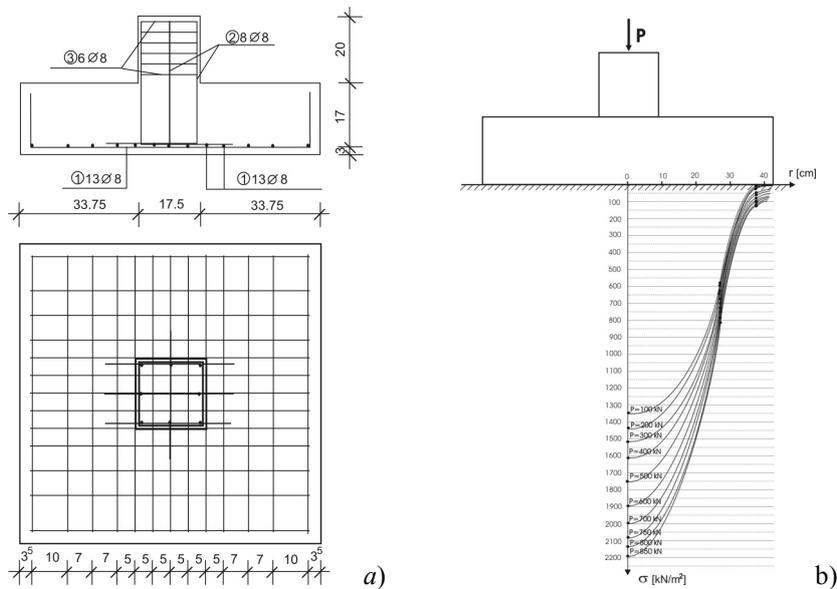 ③6Ø8
②8Ø8
20
17
3
①13Ø8
①13Ø8
33.75
17.5
33.75
3⁵
10
7
7
5
5
5
5
5
5
7
7
10
3⁵
a)
P
0
10
20
30
40
r [cm]
100
200
300
400
500
600
700
800
900
1000
1100
1200
1300
P=100 kN
1400
P=200 kN
1500
P=300 kN
1600
P=400 kN
1700
P=500 kN
1800
1900
P=600 kN
2000
P=700 kN
P=750 kN
2100
P=800 kN
P=850 kN
2200
σ [kN/m²]
b)